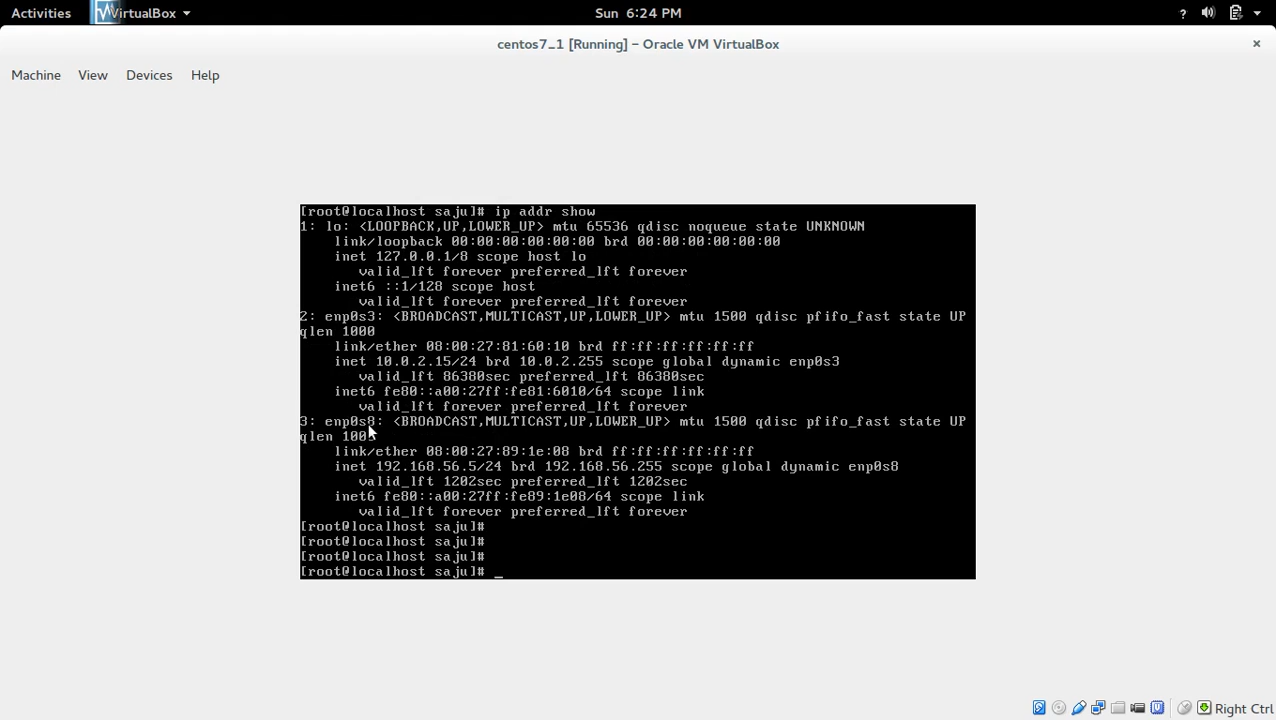 Activities VirtualBox Sun 6:24 PM ?
centos7_1 [Running] - Oracle VM VirtualBox ×
Machine View Devices Help
[root@localhost saju]# ip addr show
1: lo: <LOOPBACK,UP,LOWER_UP> mtu 65536 qdisc noqueue state UNKNOWN
link/loopback 00:00:00:00:00:00 brd 00:00:00:00:00:00
inet 127.0.0.1/8 scope host lo
valid_lft forever preferred_lft forever
inet6 ::1/128 scope host
valid_lft forever preferred_lft forever
2: enp0s3: <BROADCAST,MULTICAST,UP,LOWER_UP> mtu 1500 qdisc pfifo_fast state UP
qlen 1000
link/ether 08:00:27:81:60:10 brd ff:ff:ff:ff:ff:ff
inet 10.0.2.15/24 brd 10.0.2.255 scope global dynamic enp0s3
valid_lft 86380sec preferred_lft 86380sec
inet6 fe80::a00:27ff:fe81:6010/64 scope link
valid_lft forever preferred_lft forever
3: enp0s8: <BROADCAST,MULTICAST,UP,LOWER_UP> mtu 1500 qdisc pfifo_fast state UP
qlen 1000
link/ether 08:00:27:89:1e:08 brd ff:ff:ff:ff:ff:ff
inet 192.168.56.5/24 brd 192.168.56.255 scope global dynamic enp0s8
valid_lft 1202sec preferred_lft 1202sec
inet6 fe80::a00:27ff:fe89:1e08/64 scope link
valid_lft forever preferred_lft forever
[root@localhost saju]#
[root@localhost saju]#
[root@localhost saju]#
[root@localhost saju]# _
Right Ctrl